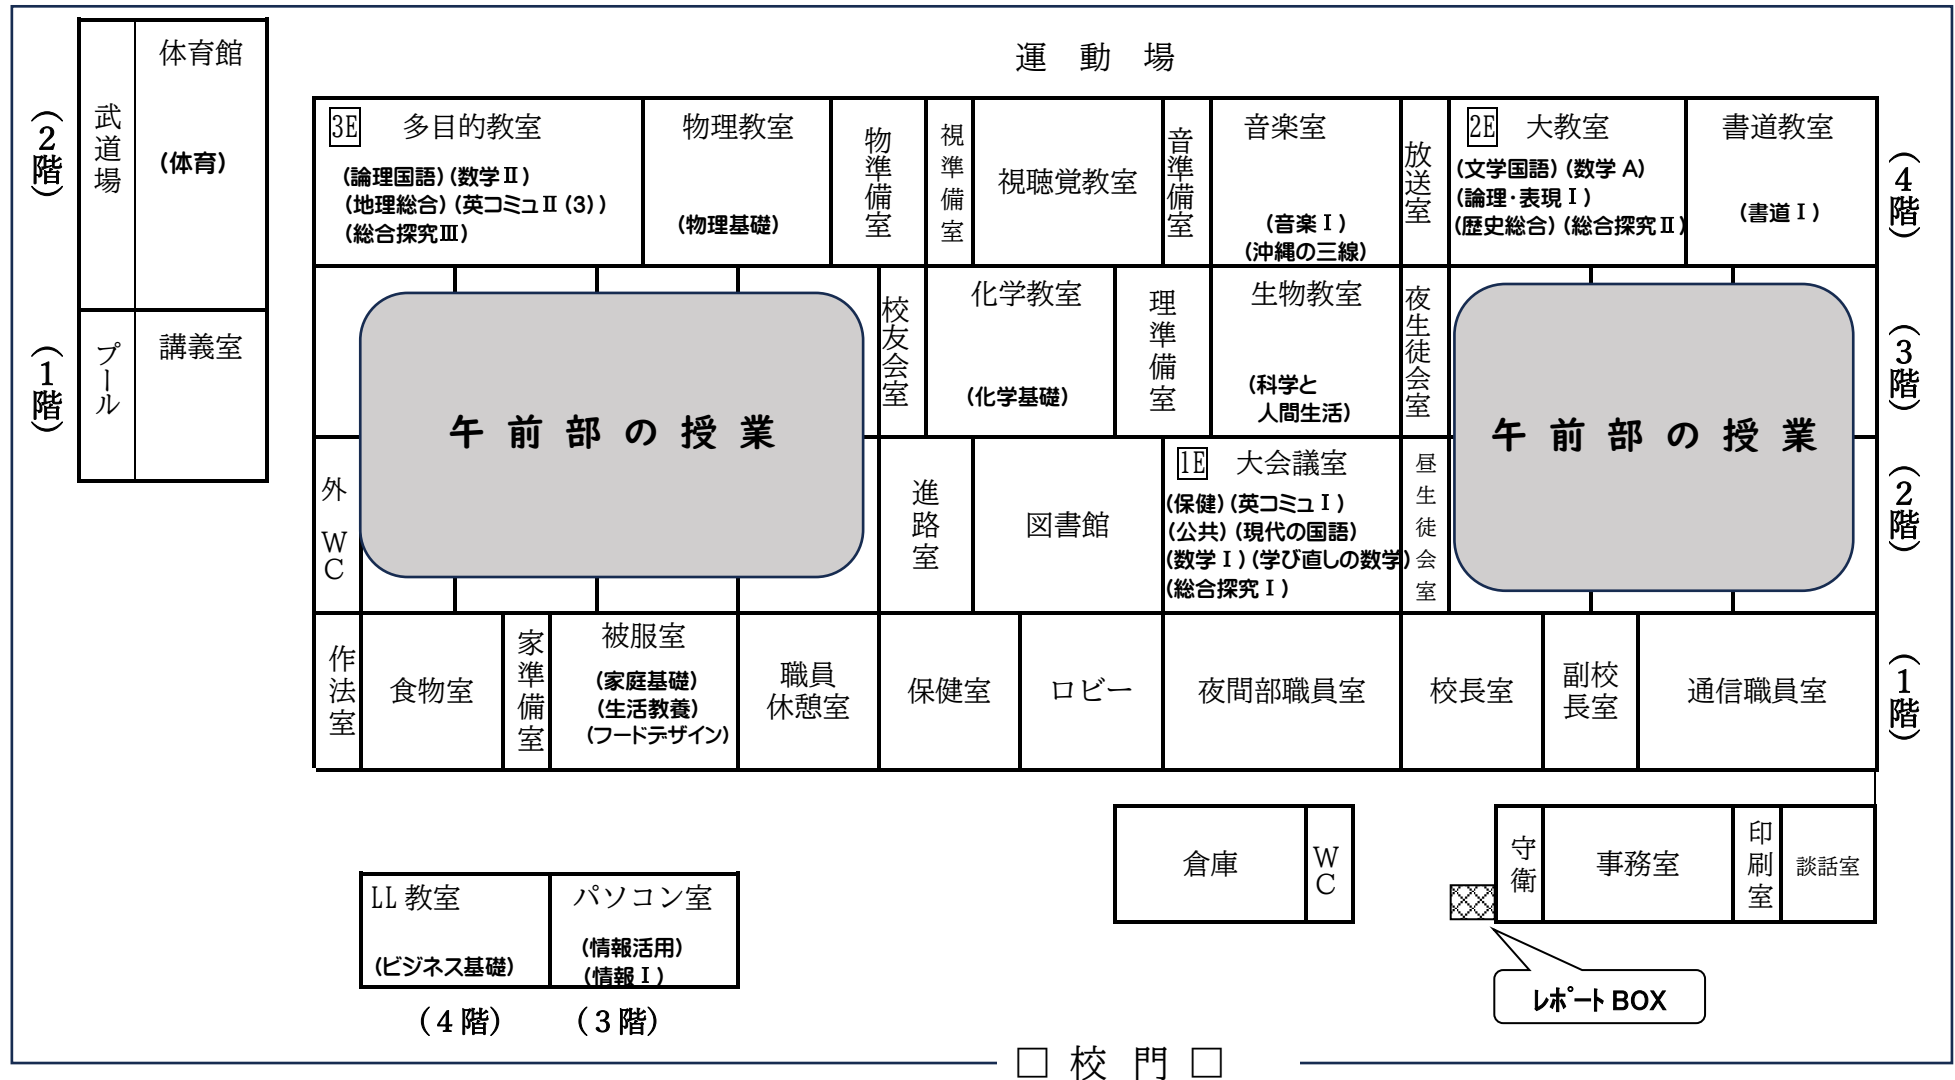 運 動 場
体育館
(体育)
武道場
(2階)
プール
講義室
(1階)
3E 多目的教室
(論理国語)(数学Ⅱ)
(地理総合)(英コミュⅡ(3))
(総合探究Ⅲ)
物理教室
(物理基礎)
物準備室
視準備室
視聴覚教室
音準備室
音楽室
(音楽Ⅰ)
(沖縄の三線)
放送室
2E 大教室
(文学国語)(数学A)
(論理・表現Ⅰ)
(歴史総合)(総合探究Ⅱ)
書道教室
(書道Ⅰ)
(4階)
午前部の授業
校友会室
化学教室
(化学基礎)
理準備室
生物教室
(科学と
人間生活)
夜生徒会室
午前部の授業
(3階)
外 WC
進路室
図書館
1E 大会議室
(保健)(英コミュⅠ)
(公共)(現代の国語)
(数学Ⅰ)(学び直しの数学)
(総合探究Ⅰ)
昼生徒会室
(2階)
作法室
食物室
家準備室
被服室
(家庭基礎)
(生活教養)
(フードデザイン)
職員
休憩室
保健室
ロビー
夜間部職員室
校長室
副校
長室
通信職員室
(1階)
倉庫
WC
守衛
事務室
印刷室
談話室
レポートBOX
LL教室
(ビジネス基礎)
パソコン室
(情報活用)
(情報Ⅰ)
(4階)
(3階)
□ 校 門 □